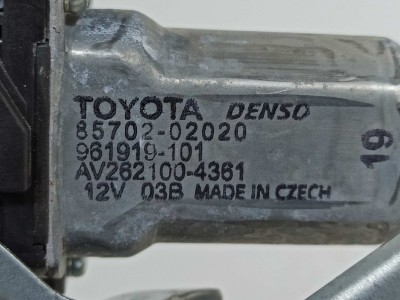 TOYOTA DENSO
85702-02020
961919-101
AV262100-4361
12V 03B MADE IN CZECH
19